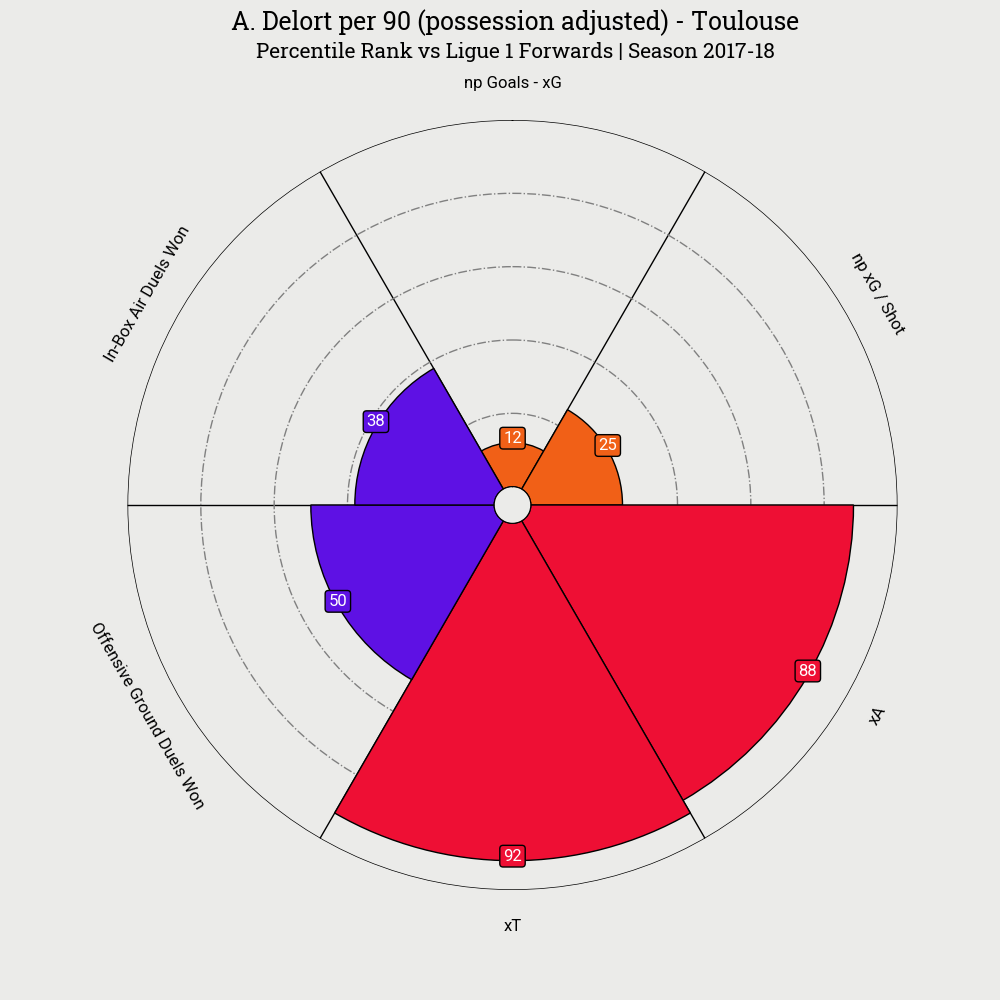 A. Delort per 90 (possession adjusted) - Toulouse
Percentile Rank vs Ligue 1 Forwards | Season 2017-18
np Goals - xG
np xG / Shot
In-Box Air Duels Won
38
12
25
50
88
xA
Offensive Ground Duels Won
92
xT